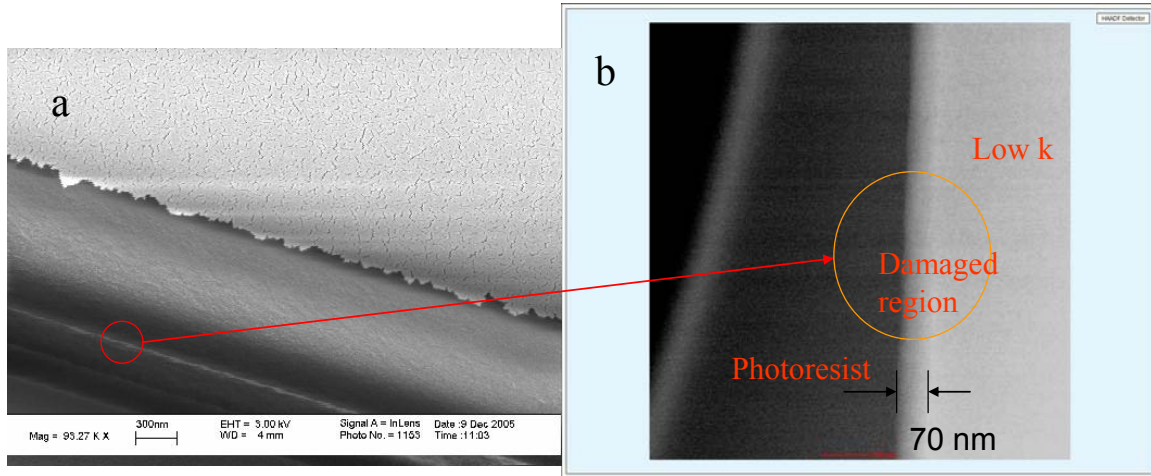 a
300nm
Mag = 93.27 K X
EHT = 3.00 kV
WD = 4 mm
Signal A = InLens
Photo No. = 1153
Date :9 Dec 2005
Time :11:03
HAADF Detector
b
Low k
Damaged
region
Photoresist
70 nm